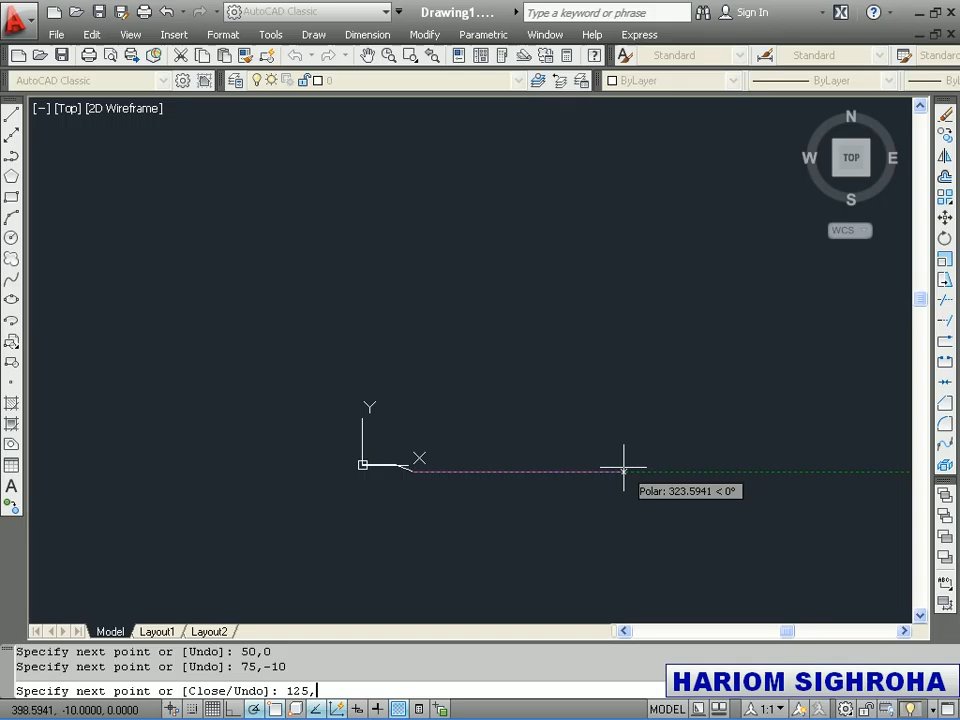 AutoCAD Classic
Drawing1....
Type a keyword or phrase
Sign In
File Edit View Insert Format Tools Draw Dimension Modify Parametric Window Help Express
Standard
Standard
Standard
AutoCAD Classic
0
ByLayer
ByLayer
[−] [Top] [2D Wireframe]
N
W TOP E
S
WCS
Y
X
Polar: 323.5941 < 0°
Model Layout1 Layout2
Specify next point or [Undo]: 50,0
Specify next point or [Undo]: 75,-10
Specify next point or [Close/Undo]: 125,
HARIOM SIGHROHA
398.5941, -10.0000, 0.0000
MODEL
1:1